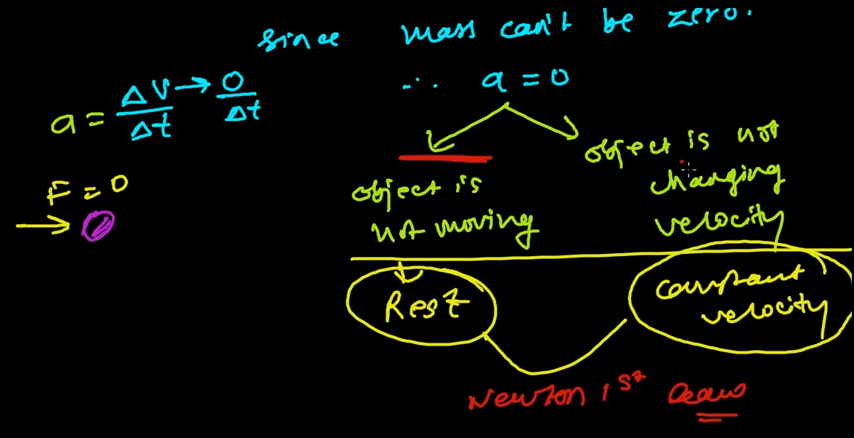 since mass can't be zero.
∴ a = 0
a = ΔV/Δt → 0/Δt
F = 0
object is
not moving
object is not
changing
velocity
Rest
constant
velocity
Newton 1st